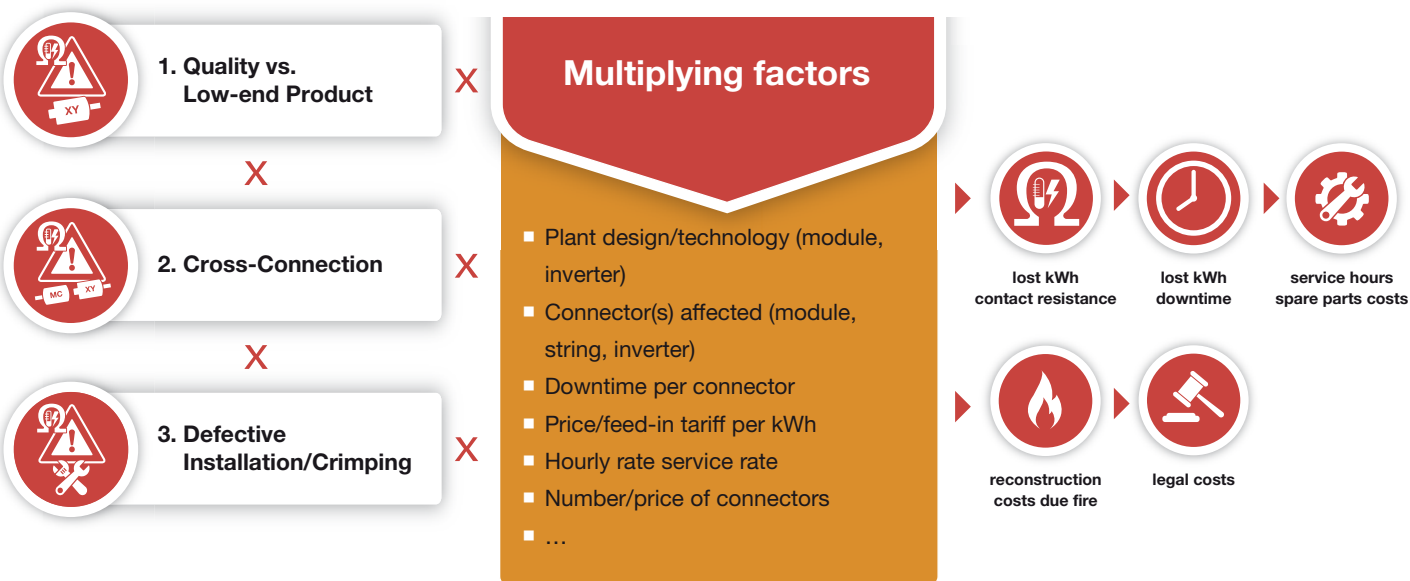 XY
1. Quality vs.
Low-end Product
X
X
MC
XY
2. Cross-Connection
X
X
3. Defective
Installation/Crimping
X
Multiplying factors
Plant design/technology (module,
inverter)
Connector(s) affected (module,
string, inverter)
Downtime per connector
Price/feed-in tariff per kWh
Hourly rate service rate
Number/price of connectors
…
Ω
lost kWh
contact resistance
lost kWh
downtime
service hours
spare parts costs
reconstruction
costs due fire
legal costs